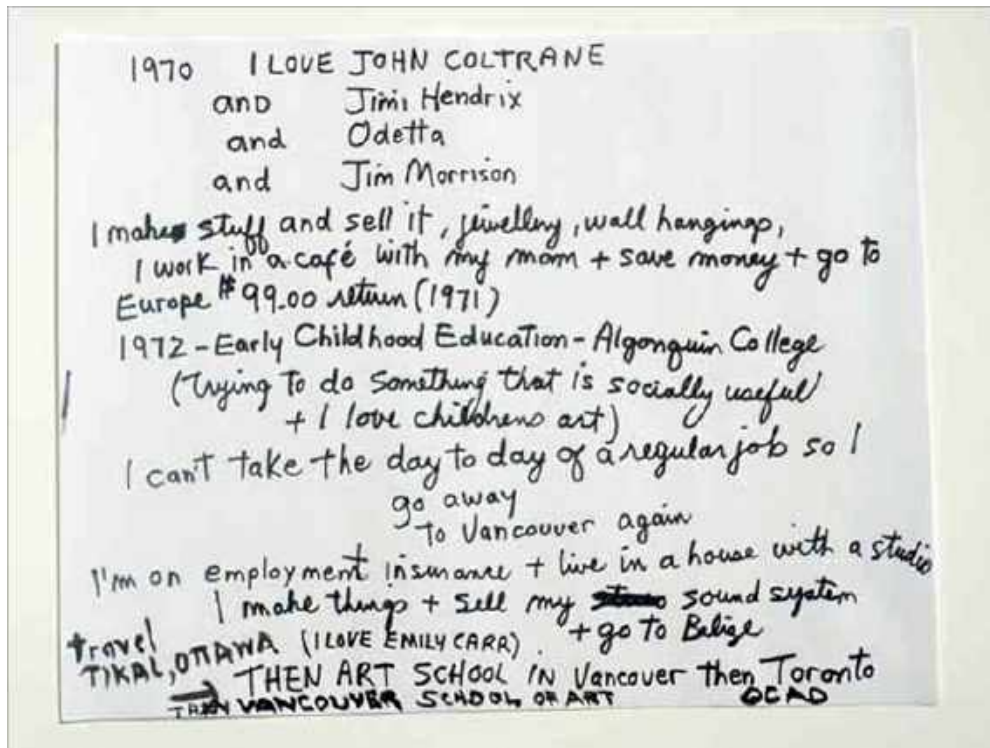 1970 I LOVE JOHN COLTRANE
and Jimi Hendrix
and Odetta
and Jim Morrison
I make stuff and sell it, jewellery, wall hangings,
I work in a café with my mom + save money + go to
Europe $99.00 return (1971)
1972 - Early Childhood Education - Algonquin College
(Trying to do something that is socially useful
+ I love childrens art)
I can't take the day to day of a regular job so I
go away
to Vancouver again
I'm on employment insurance + live in a house with a studio
I make things + sell my sound system
+ go to Belize
travel
TIKAL, OTTAWA (I LOVE EMILY CARR).
THEN ART SCHOOL IN Vancouver then Toronto
VANCOUVER SCHOOL OF ART OCAD